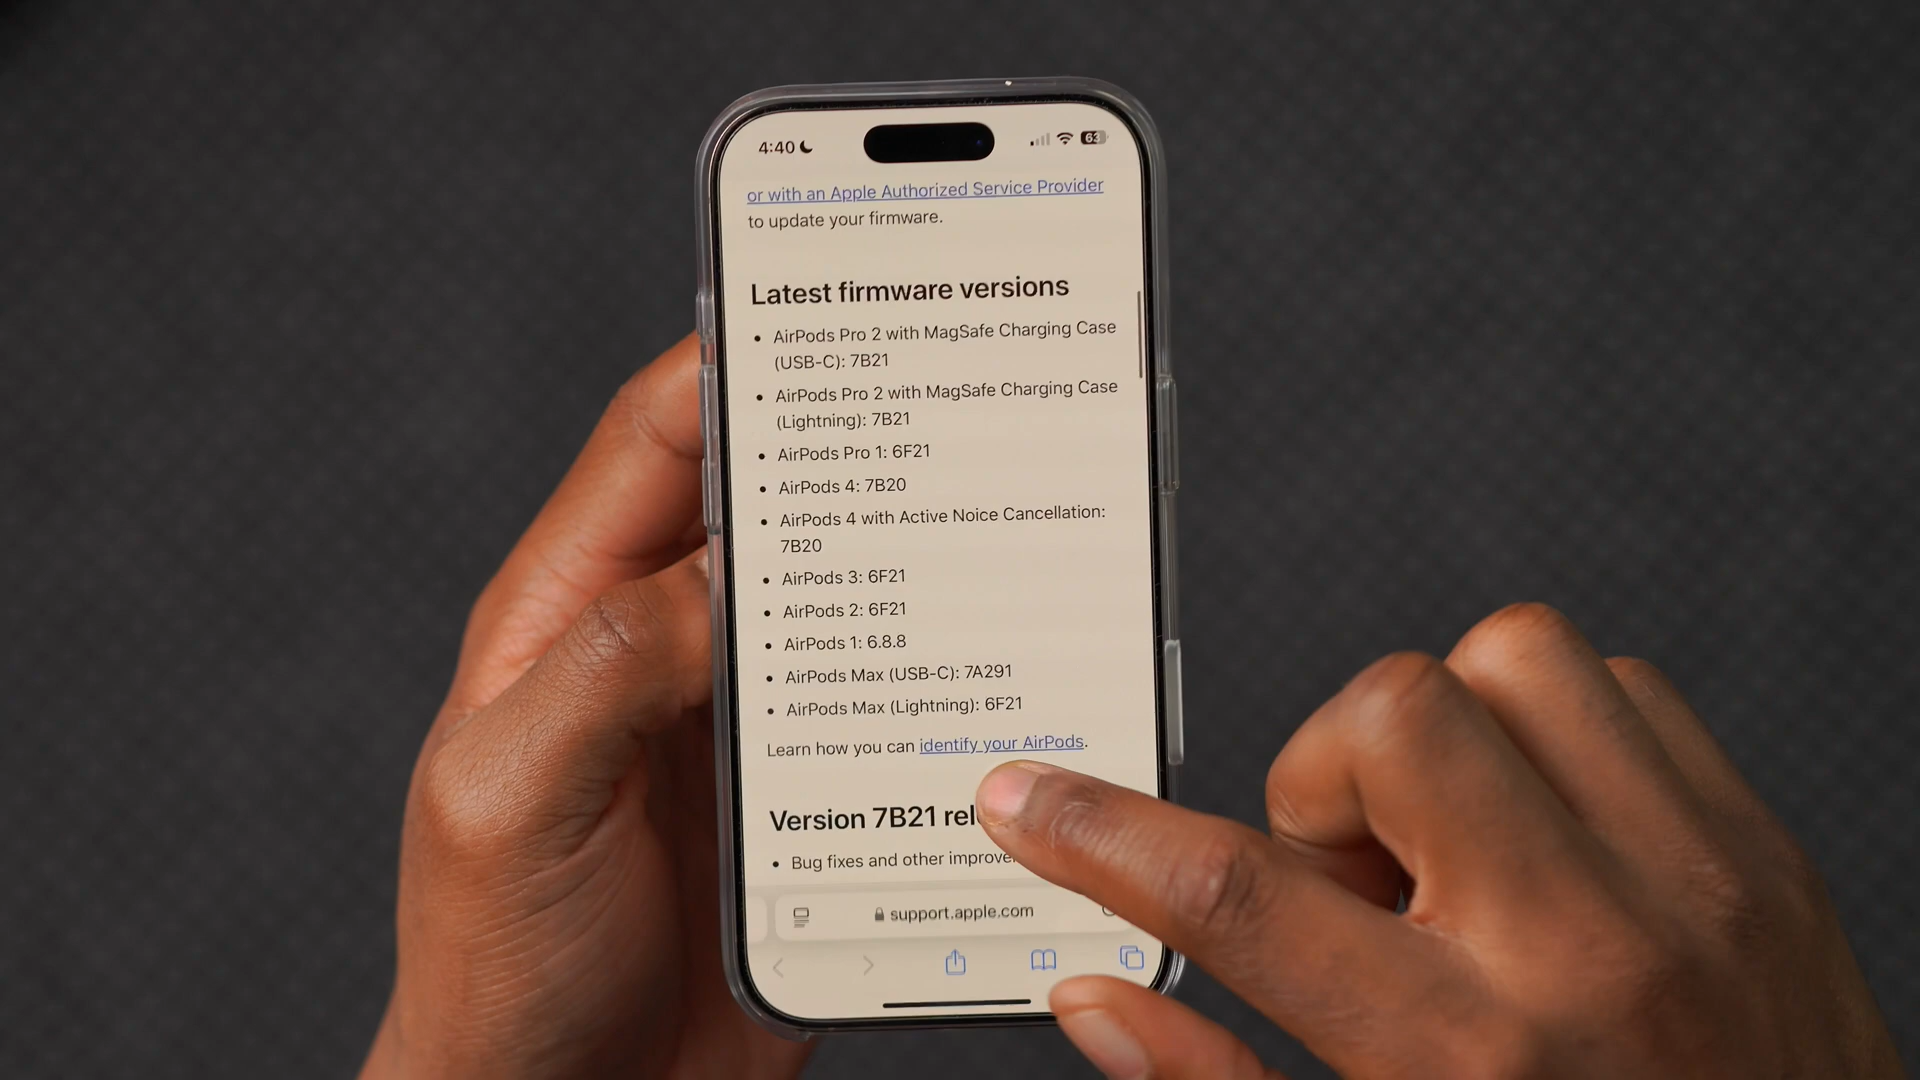 4:40
63
or with an Apple Authorized Service Provider
to update your firmware.
Latest firmware versions
• AirPods Pro 2 with MagSafe Charging Case
(USB-C): 7B21
• AirPods Pro 2 with MagSafe Charging Case
(Lightning): 7B21
• AirPods Pro 1: 6F21
• AirPods 4: 7B20
• AirPods 4 with Active Noice Cancellation:
7B20
• AirPods 3: 6F21
• AirPods 2: 6F21
• AirPods 1: 6.8.8
• AirPods Max (USB-C): 7A291
• AirPods Max (Lightning): 6F21
Learn how you can identify your AirPods.
Version 7B21
• Bug fixes and other
support.apple.com